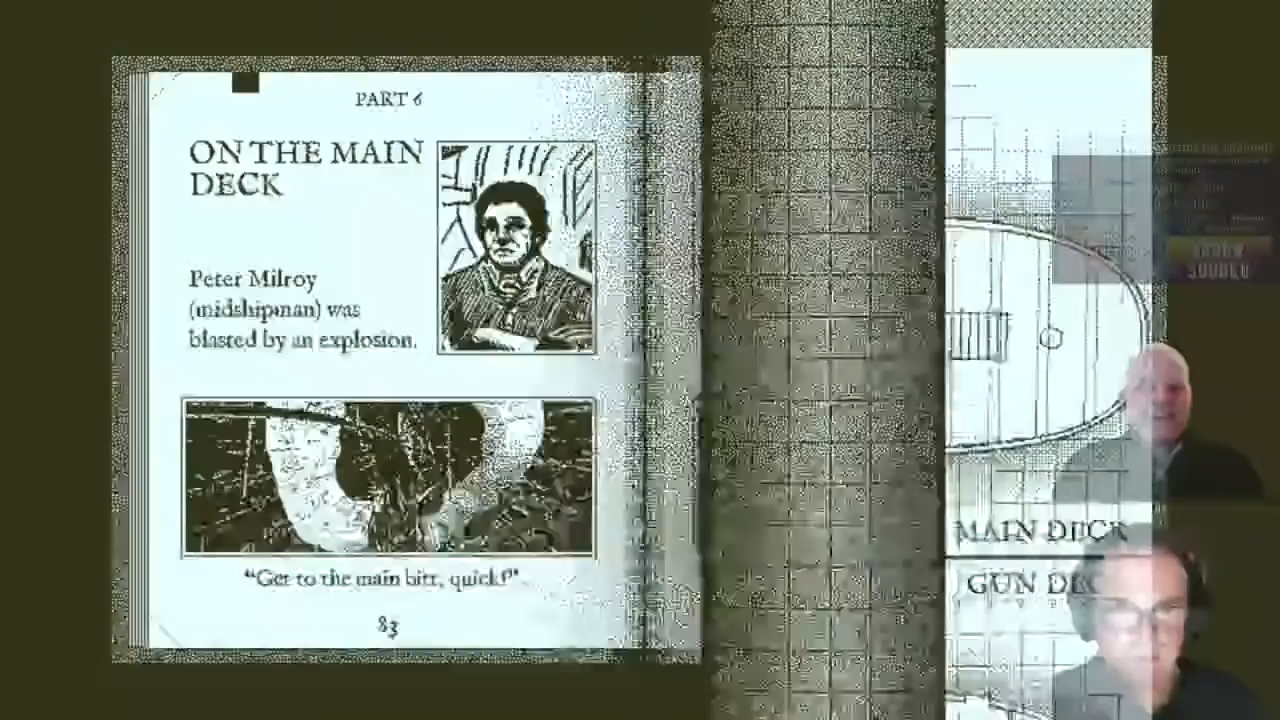 PART 6
ON THE MAIN
DECK
Peter Milroy
(midshipman) was
blasted by an explosion.
"Get to the main bitt, quick!"
83
MAIN DECK
GUN DEC